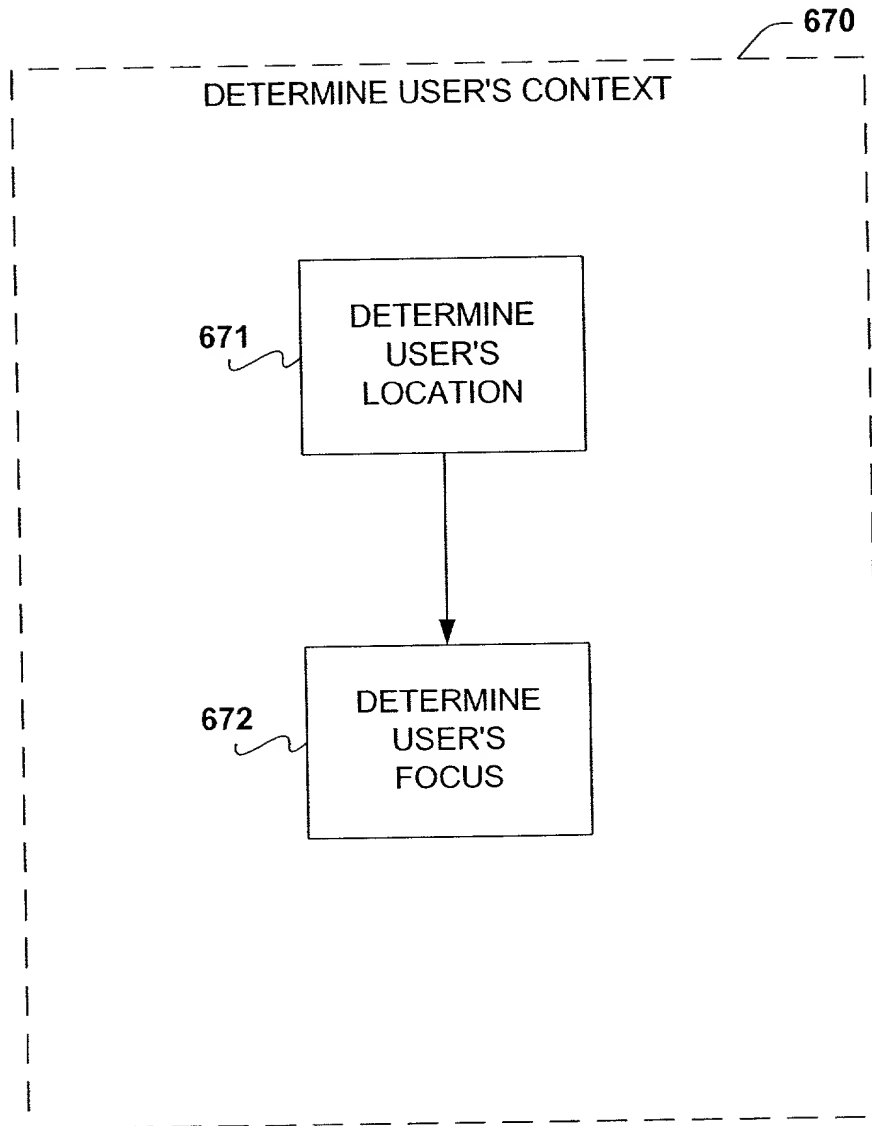 670
DETERMINE USER'S CONTEXT
671
DETERMINE
USER'S
LOCATION
672
DETERMINE
USER'S
FOCUS